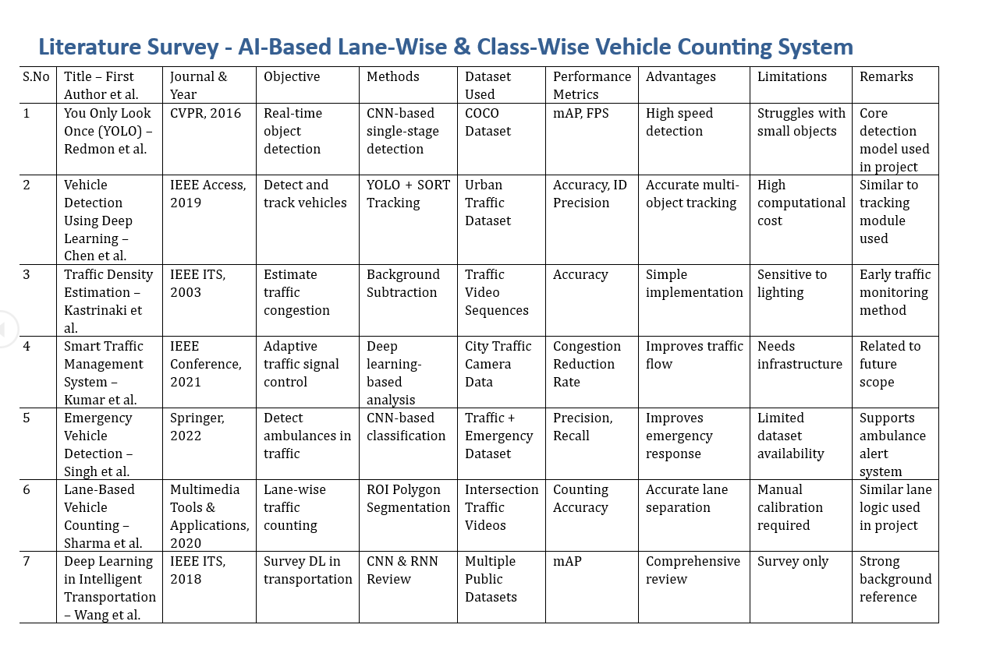 Literature Survey - AI-Based Lane-Wise & Class-Wise Vehicle Counting System
S.No | Title – First Author et al. | Journal & Year | Objective | Methods | Dataset Used | Performance Metrics | Advantages | Limitations | Remarks
1 | You Only Look Once (YOLO) – Redmon et al. | CVPR, 2016 | Real-time object detection | CNN-based single-stage detection | COCO Dataset | mAP, FPS | High speed detection | Struggles with small objects | Core detection model used in project
2 | Vehicle Detection Using Deep Learning – Chen et al. | IEEE Access, 2019 | Detect and track vehicles | YOLO + SORT Tracking | Urban Traffic Dataset | Accuracy, ID Precision | Accurate multi-object tracking | High computational cost | Similar to tracking module used
3 | Traffic Density Estimation – Kastrinaki et al. | IEEE ITS, 2003 | Estimate traffic congestion | Background Subtraction | Traffic Video Sequences | Accuracy | Simple implementation | Sensitive to lighting | Early traffic monitoring method
4 | Smart Traffic Management System – Kumar et al. | IEEE Conference, 2021 | Adaptive traffic signal control | Deep learning-based analysis | City Traffic Camera Data | Congestion Reduction Rate | Improves traffic flow | Needs infrastructure | Related to future scope
5 | Emergency Vehicle Detection – Singh et al. | Springer, 2022 | Detect ambulances in traffic | CNN-based classification | Traffic + Emergency Dataset | Precision, Recall | Improves emergency response | Limited dataset availability | Supports ambulance alert system
6 | Lane-Based Vehicle Counting – Sharma et al. | Multimedia Tools & Applications, 2020 | Lane-wise traffic counting | ROI Polygon Segmentation | Intersection Traffic Videos | Counting Accuracy | Accurate lane separation | Manual calibration required | Similar lane logic used in project
7 | Deep Learning in Intelligent Transportation – Wang et al. | IEEE ITS, 2018 | Survey DL in transportation | CNN & RNN Review | Multiple Public Datasets | mAP | Comprehensive review | Survey only | Strong background reference